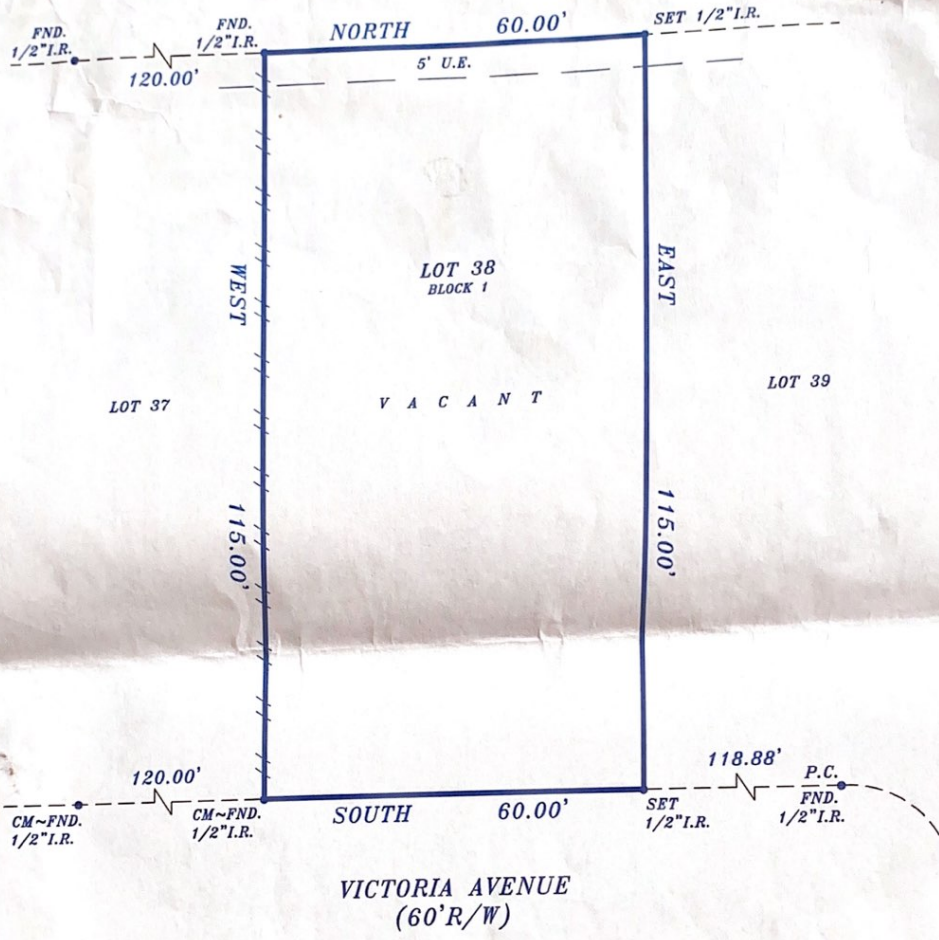 FND.
1/2"I.R.
FND.
1/2"I.R.
NORTH 60.00'
SET 1/2"I.R.
120.00'
5' U.E.
WEST
115.00'
LOT 38
BLOCK 1
EAST
115.00'
LOT 37
V A C A N T
LOT 39
120.00'
118.88'
P.C.
FND.
1/2"I.R.
CM~FND.
1/2"I.R.
CM~FND.
1/2"I.R.
SOUTH 60.00'
SET
1/2"I.R.
VICTORIA AVENUE
(60'R/W)